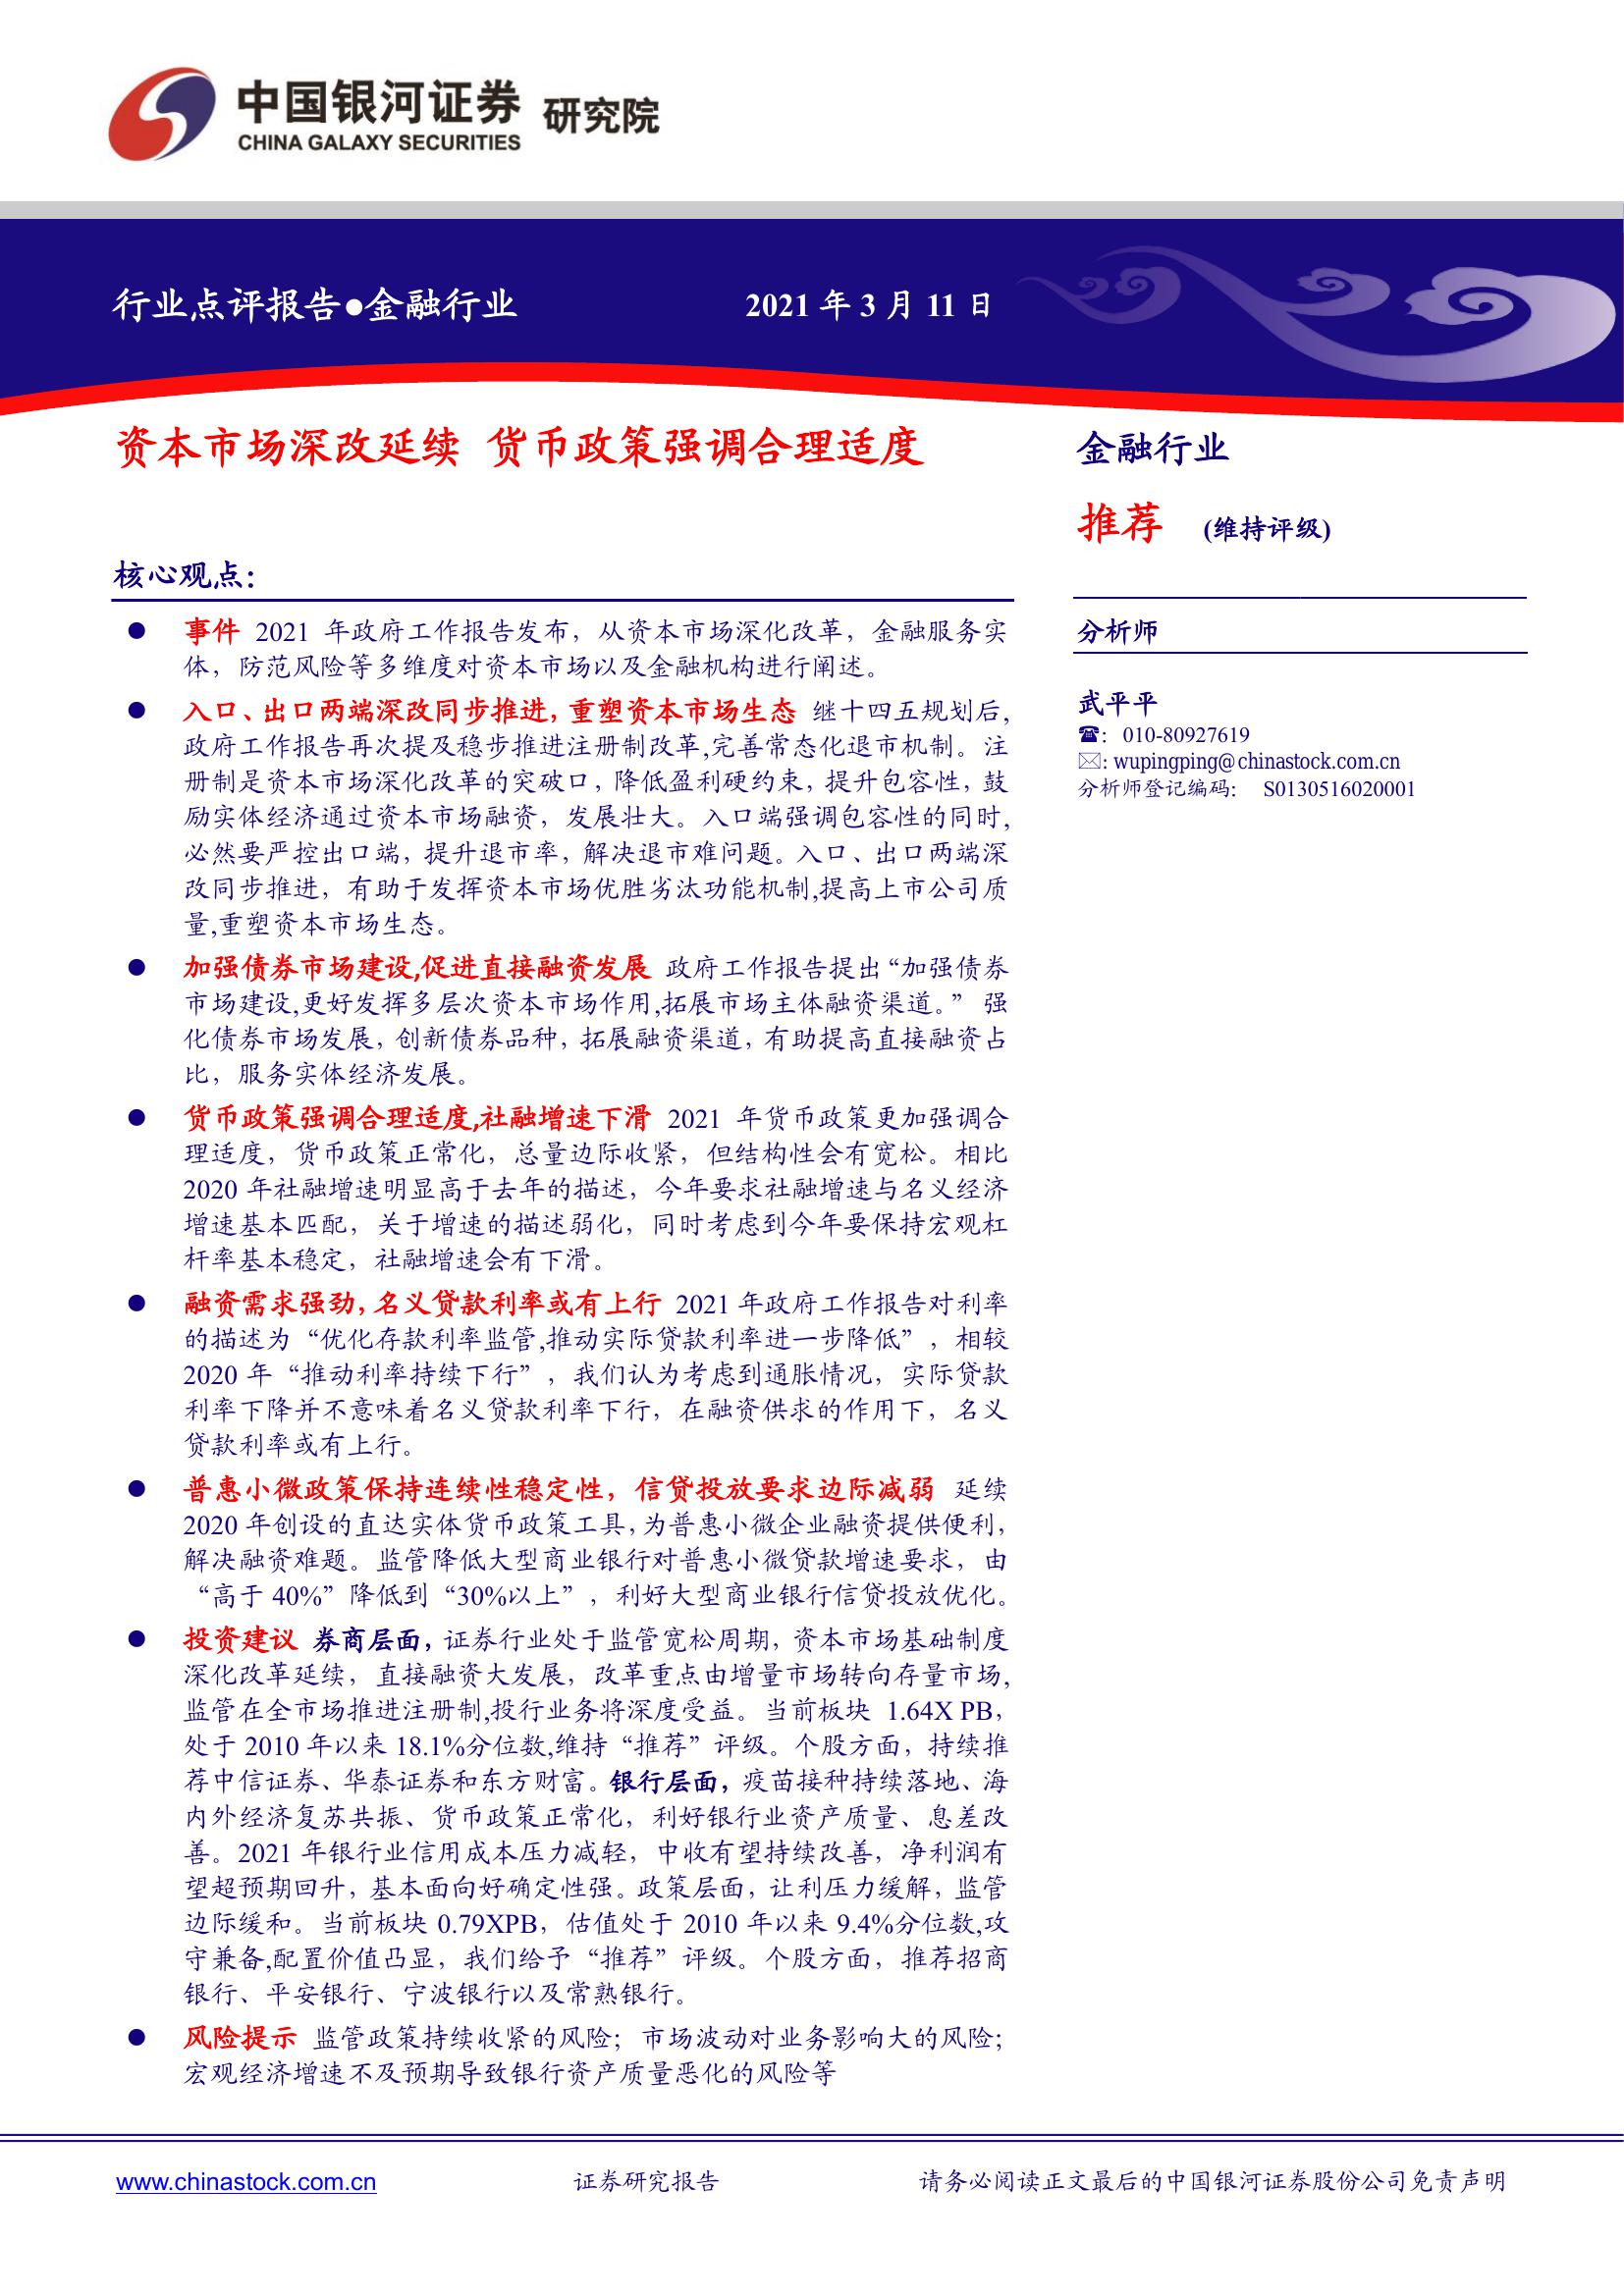 中国银河证券 研究院
CHINA GALAXY SECURITIES
行业点评报告●金融行业 2021 年 3 月 11 日
资本市场深改延续 货币政策强调合理适度
核心观点：
● 事件 2021 年政府工作报告发布，从资本市场深化改革，金融服务实
体，防范风险等多维度对资本市场以及金融机构进行阐述。
● 入口、出口两端深改同步推进，重塑资本市场生态 继十四五规划后,
政府工作报告再次提及稳步推进注册制改革,完善常态化退市机制。注
册制是资本市场深化改革的突破口，降低盈利硬约束，提升包容性，鼓
励实体经济通过资本市场融资，发展壮大。入口端强调包容性的同时,
必然要严控出口端，提升退市率，解决退市难问题。入口、出口两端深
改同步推进，有助于发挥资本市场优胜劣汰功能机制,提高上市公司质
量,重塑资本市场生态。
● 加强债券市场建设,促进直接融资发展 政府工作报告提出“加强债券
市场建设,更好发挥多层次资本市场作用,拓展市场主体融资渠道。” 强
化债券市场发展，创新债券品种，拓展融资渠道，有助提高直接融资占
比，服务实体经济发展。
● 货币政策强调合理适度,社融增速下滑 2021 年货币政策更加强调合
理适度，货币政策正常化，总量边际收紧，但结构性会有宽松。相比
2020 年社融增速明显高于去年的描述，今年要求社融增速与名义经济
增速基本匹配，关于增速的描述弱化，同时考虑到今年要保持宏观杠
杆率基本稳定，社融增速会有下滑。
● 融资需求强劲，名义贷款利率或有上行 2021 年政府工作报告对利率
的描述为“优化存款利率监管,推动实际贷款利率进一步降低”，相较
2020 年“推动利率持续下行”，我们认为考虑到通胀情况，实际贷款
利率下降并不意味着名义贷款利率下行，在融资供求的作用下，名义
贷款利率或有上行。
● 普惠小微政策保持连续性稳定性，信贷投放要求边际减弱 延续
2020 年创设的直达实体货币政策工具，为普惠小微企业融资提供便利，
解决融资难题。监管降低大型商业银行对普惠小微贷款增速要求，由
“高于 40%”降低到“30%以上”，利好大型商业银行信贷投放优化。
● 投资建议 券商层面，证券行业处于监管宽松周期，资本市场基础制度
深化改革延续，直接融资大发展，改革重点由增量市场转向存量市场,
监管在全市场推进注册制,投行业务将深度受益。当前板块 1.64X PB，
处于 2010 年以来 18.1%分位数,维持“推荐”评级。个股方面，持续推
荐中信证券、华泰证券和东方财富。银行层面，疫苗接种持续落地、海
内外经济复苏共振、货币政策正常化，利好银行业资产质量、息差改
善。2021 年银行业信用成本压力减轻，中收有望持续改善，净利润有
望超预期回升，基本面向好确定性强。政策层面，让利压力缓解，监管
边际缓和。当前板块 0.79XPB，估值处于 2010 年以来 9.4%分位数,攻
守兼备,配置价值凸显，我们给予“推荐”评级。个股方面，推荐招商
银行、平安银行、宁波银行以及常熟银行。
● 风险提示 监管政策持续收紧的风险；市场波动对业务影响大的风险；
宏观经济增速不及预期导致银行资产质量恶化的风险等
金融行业
推荐 (维持评级)
分析师
武平平
☎：010-80927619
✉: wupingping@chinastock.com.cn
分析师登记编码： S0130516020001
www.chinastock.com.cn 证券研究报告 请务必阅读正文最后的中国银河证券股份公司免责声明